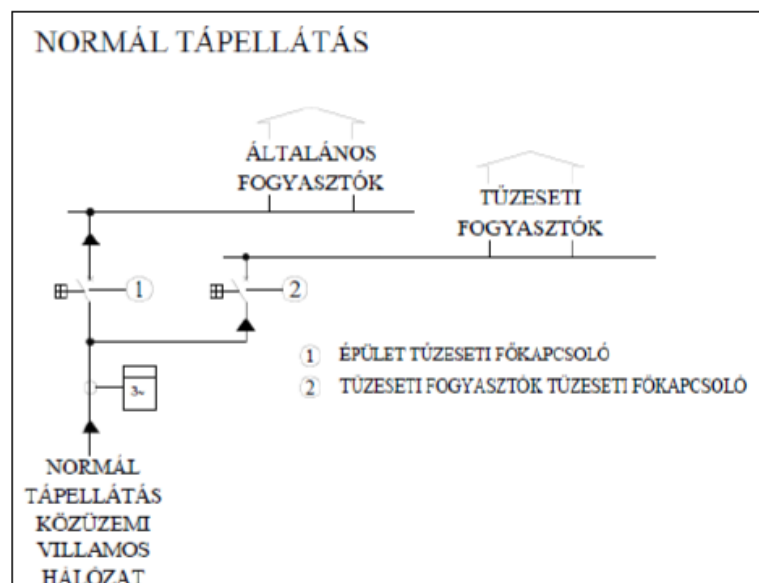 NORMÁL TÁPELLÁTÁS
ÁLTALÁNOS
FOGYASZTÓK
TŰZESETI
FOGYASZTÓK
1
2
1 ÉPÜLET TŰZESETI FŐKAPCSOLÓ
2 TŰZESETI FOGYASZTÓK TŰZESETI FŐKAPCSOLÓ
3~
NORMÁL
TÁPELLÁTÁS
KÖZÜZEMI
VILLAMOS
HÁLÓZAT